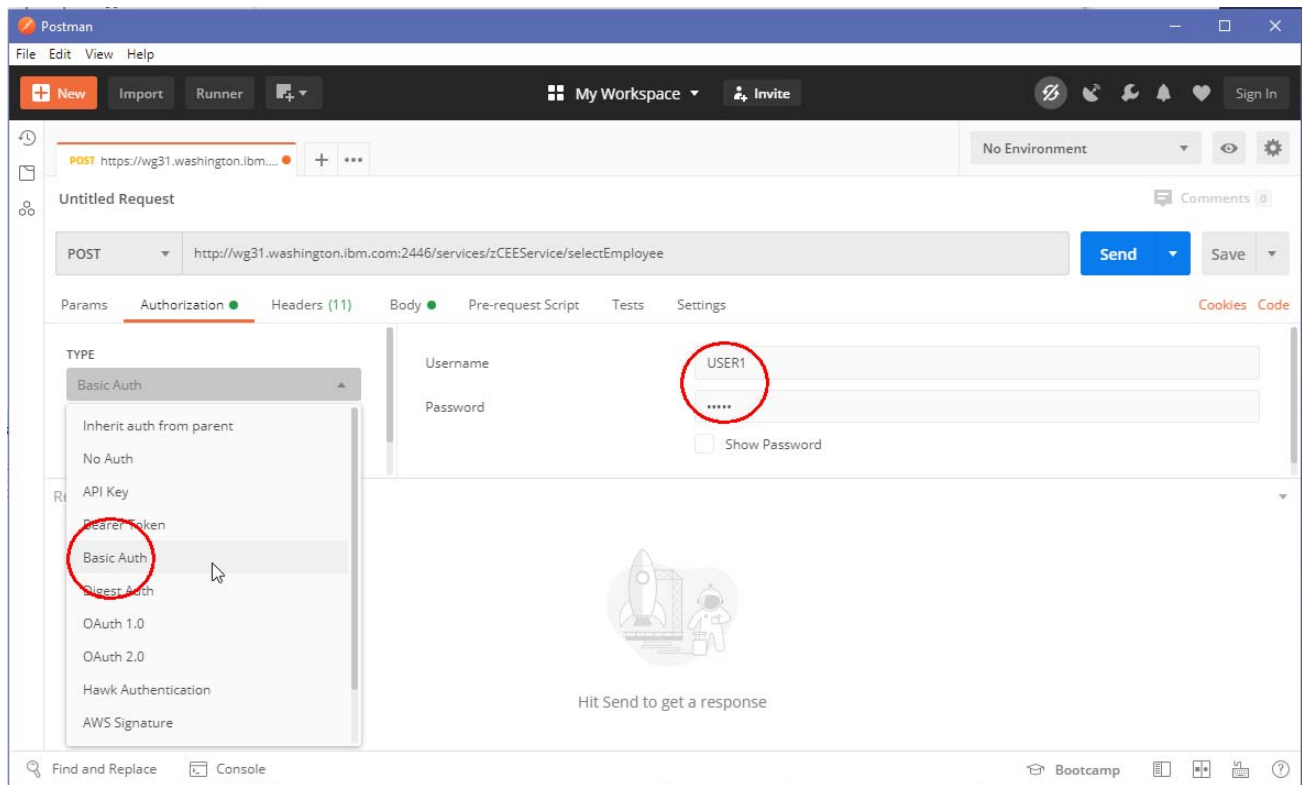 Postman
File Edit View Help
New Import Runner My Workspace Invite Sign In
POST https://wg31.washington.ibm.... + ••• No Environment
Untitled Request Comments 0
POST http://wg31.washington.ibm.com:2446/services/zCEEService/selectEmployee Send Save
Params Authorization Headers (11) Body Pre-request Script Tests Settings Cookies Code
TYPE
Basic Auth
Username USER1
Password •••••
Show Password
Inherit auth from parent
No Auth
API Key
Bearer Token
Basic Auth
Digest Auth
OAuth 1.0
OAuth 2.0
Hawk Authentication
AWS Signature
Hit Send to get a response
Find and Replace Console Bootcamp